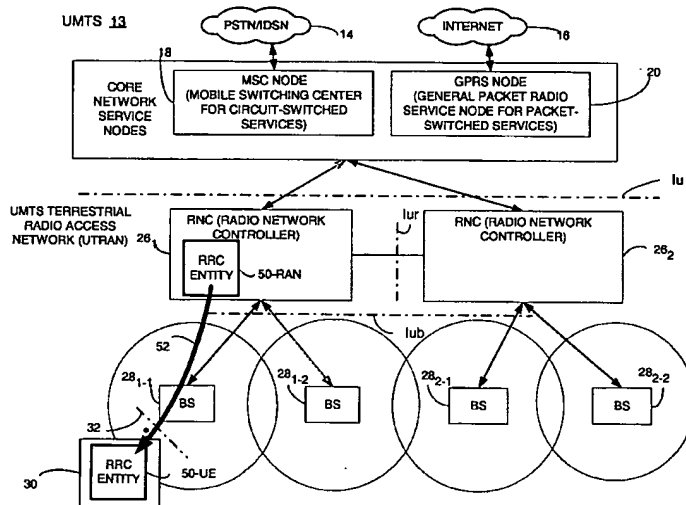 UMTS 13
PSTN/IDSN
14
INTERNET
16
18
20
CORE
NETWORK
SERVICE
NODES
MSC NODE
(MOBILE SWITCHING CENTER
FOR CIRCUIT-SWITCHED
SERVICES)
GPRS NODE
(GENERAL PACKET RADIO
SERVICE NODE FOR PACKET-
SWITCHED SERVICES)
Iu
UMTS TERRESTRIAL
RADIO ACCESS
NETWORK (UTRAN)
26₁
RNC (RADIO NETWORK
CONTROLLER)
RRC
ENTITY
50-RAN
Iur
RNC (RADIO NETWORK
CONTROLLER)
26₂
Iub
52
28₁₋₁
BS
28₁₋₂
BS
28₂₋₁
BS
28₂₋₂
BS
32
30
RRC
ENTITY
50-UE